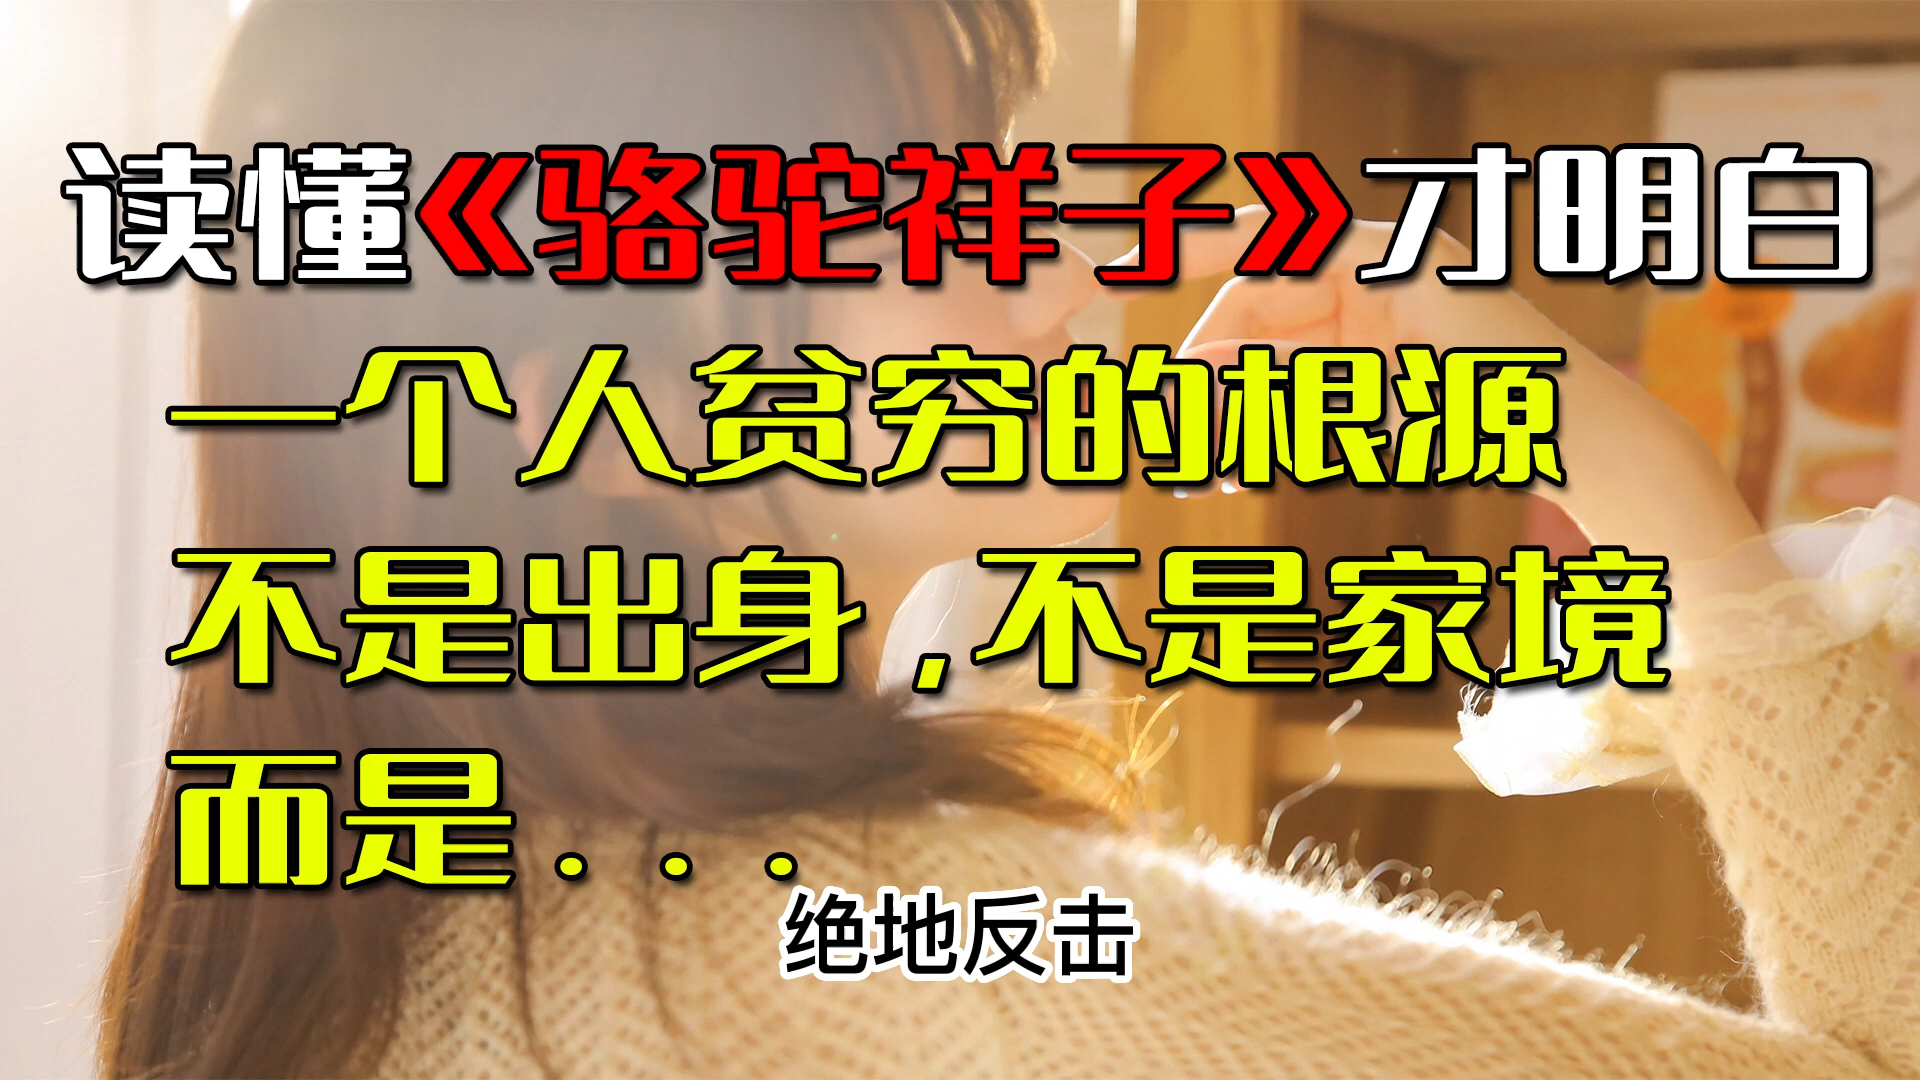 读懂《骆驼祥子》才明白
一个人贫穷的根源
不是出身,不是家境
而是...
绝地反击